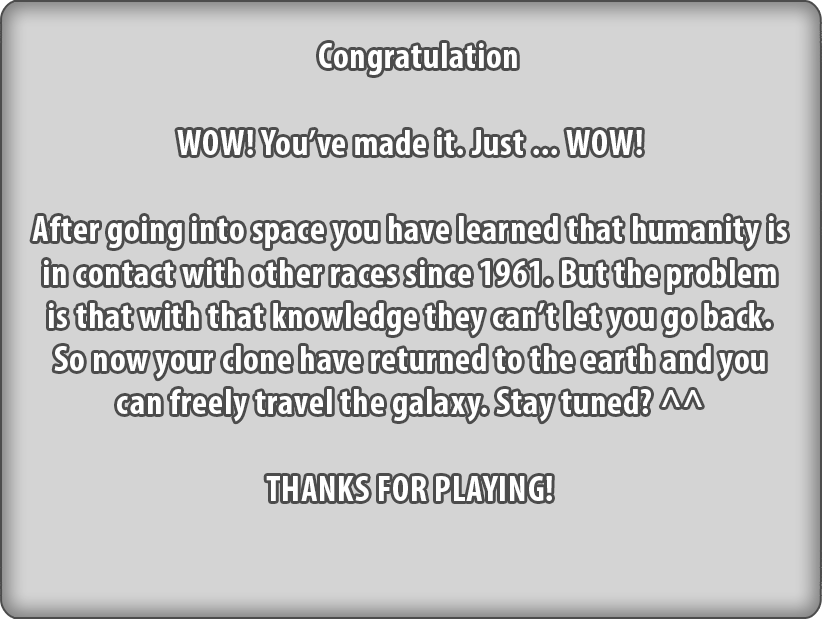 Congratulation
WOW! You’ve made it. Just ... WOW!
After going into space you have learned that humanity is
in contact with other races since 1961. But the problem
is that with that knowledge they can’t let you go back.
So now your clone have returned to the earth and you
can freely travel the galaxy. Stay tuned? ^^
THANKS FOR PLAYING!